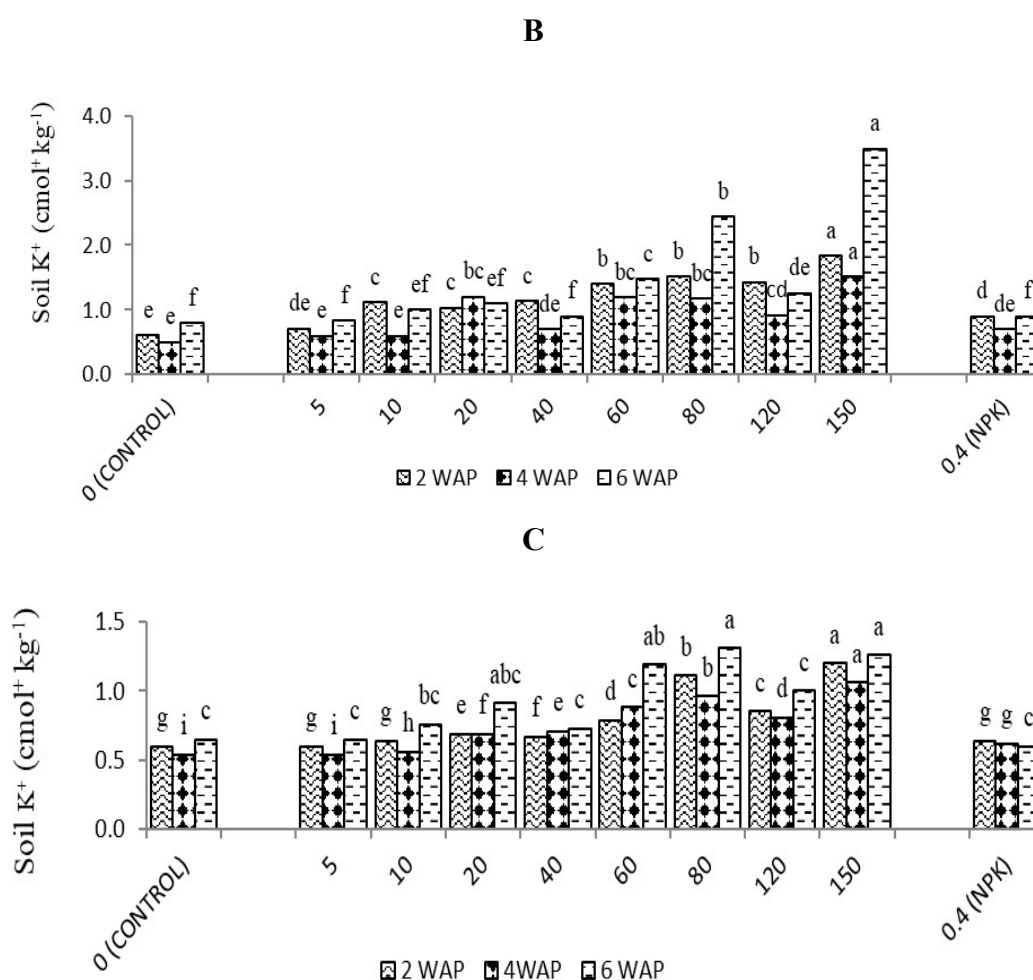 B
Soil K⁺ (cmol⁺ kg⁻¹)
4.0
3.0
2.0
1.0
0.0
e e f
de e f
c e ef
c bc ef
c de f
b bc c
b bc b
b cd de
a a a
d de f
0 (CONTROL) 5 10 20 40 60 80 120 150 0.4 (NPK)
2 WAP 4 WAP 6 WAP
C
Soil K⁺ (cmol⁺ kg⁻¹)
1.5
1.0
0.5
0.0
g i c
g i c
g h bc
e f abc
f e c
d c ab
b b a
c d c
a a a
g g c
0 (CONTROL) 5 10 20 40 60 80 120 150 0.4 (NPK)
2 WAP 4WAP 6 WAP